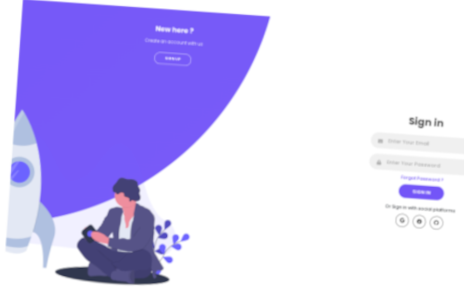 New here ?
Create an account with us
SIGN UP
Sign in
Enter Your Email
Enter Your Password
Forgot Password ?
SIGN IN
Or Sign in with social platforms